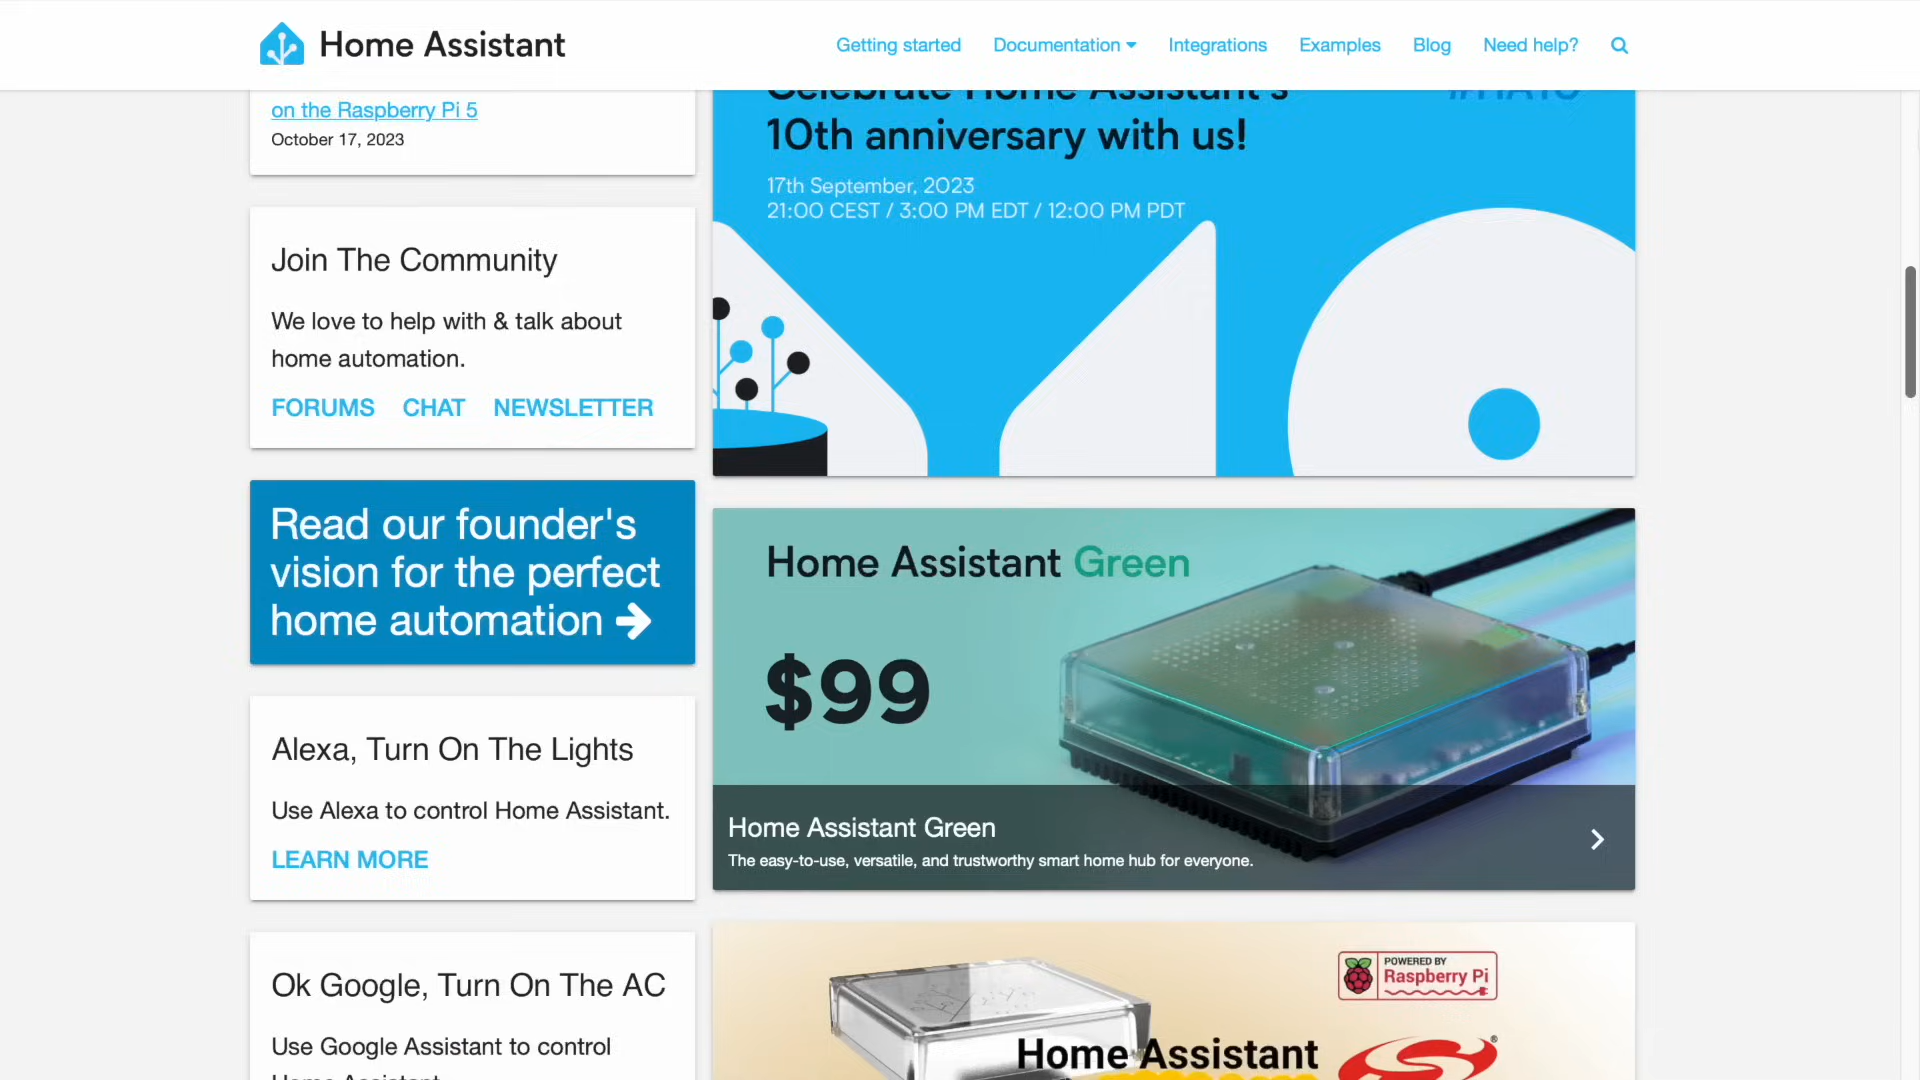 Home Assistant
Getting started
Documentation
Integrations
Examples
Blog
Need help?
on the Raspberry Pi 5
October 17, 2023
Join The Community
We love to help with & talk about
home automation.
FORUMS CHAT NEWSLETTER
Read our founder's
vision for the perfect
home automation
Alexa, Turn On The Lights
Use Alexa to control Home Assistant.
LEARN MORE
Ok Google, Turn On The AC
Use Google Assistant to control
Celebrate Home Assistant's
10th anniversary with us!
17th September, 2023
21:00 CEST / 3:00 PM EDT / 12:00 PM PDT
Home Assistant Green
$99
Home Assistant Green
The easy-to-use, versatile, and trustworthy smart home hub for everyone.
POWERED BY
Raspberry Pi
Home Assistant